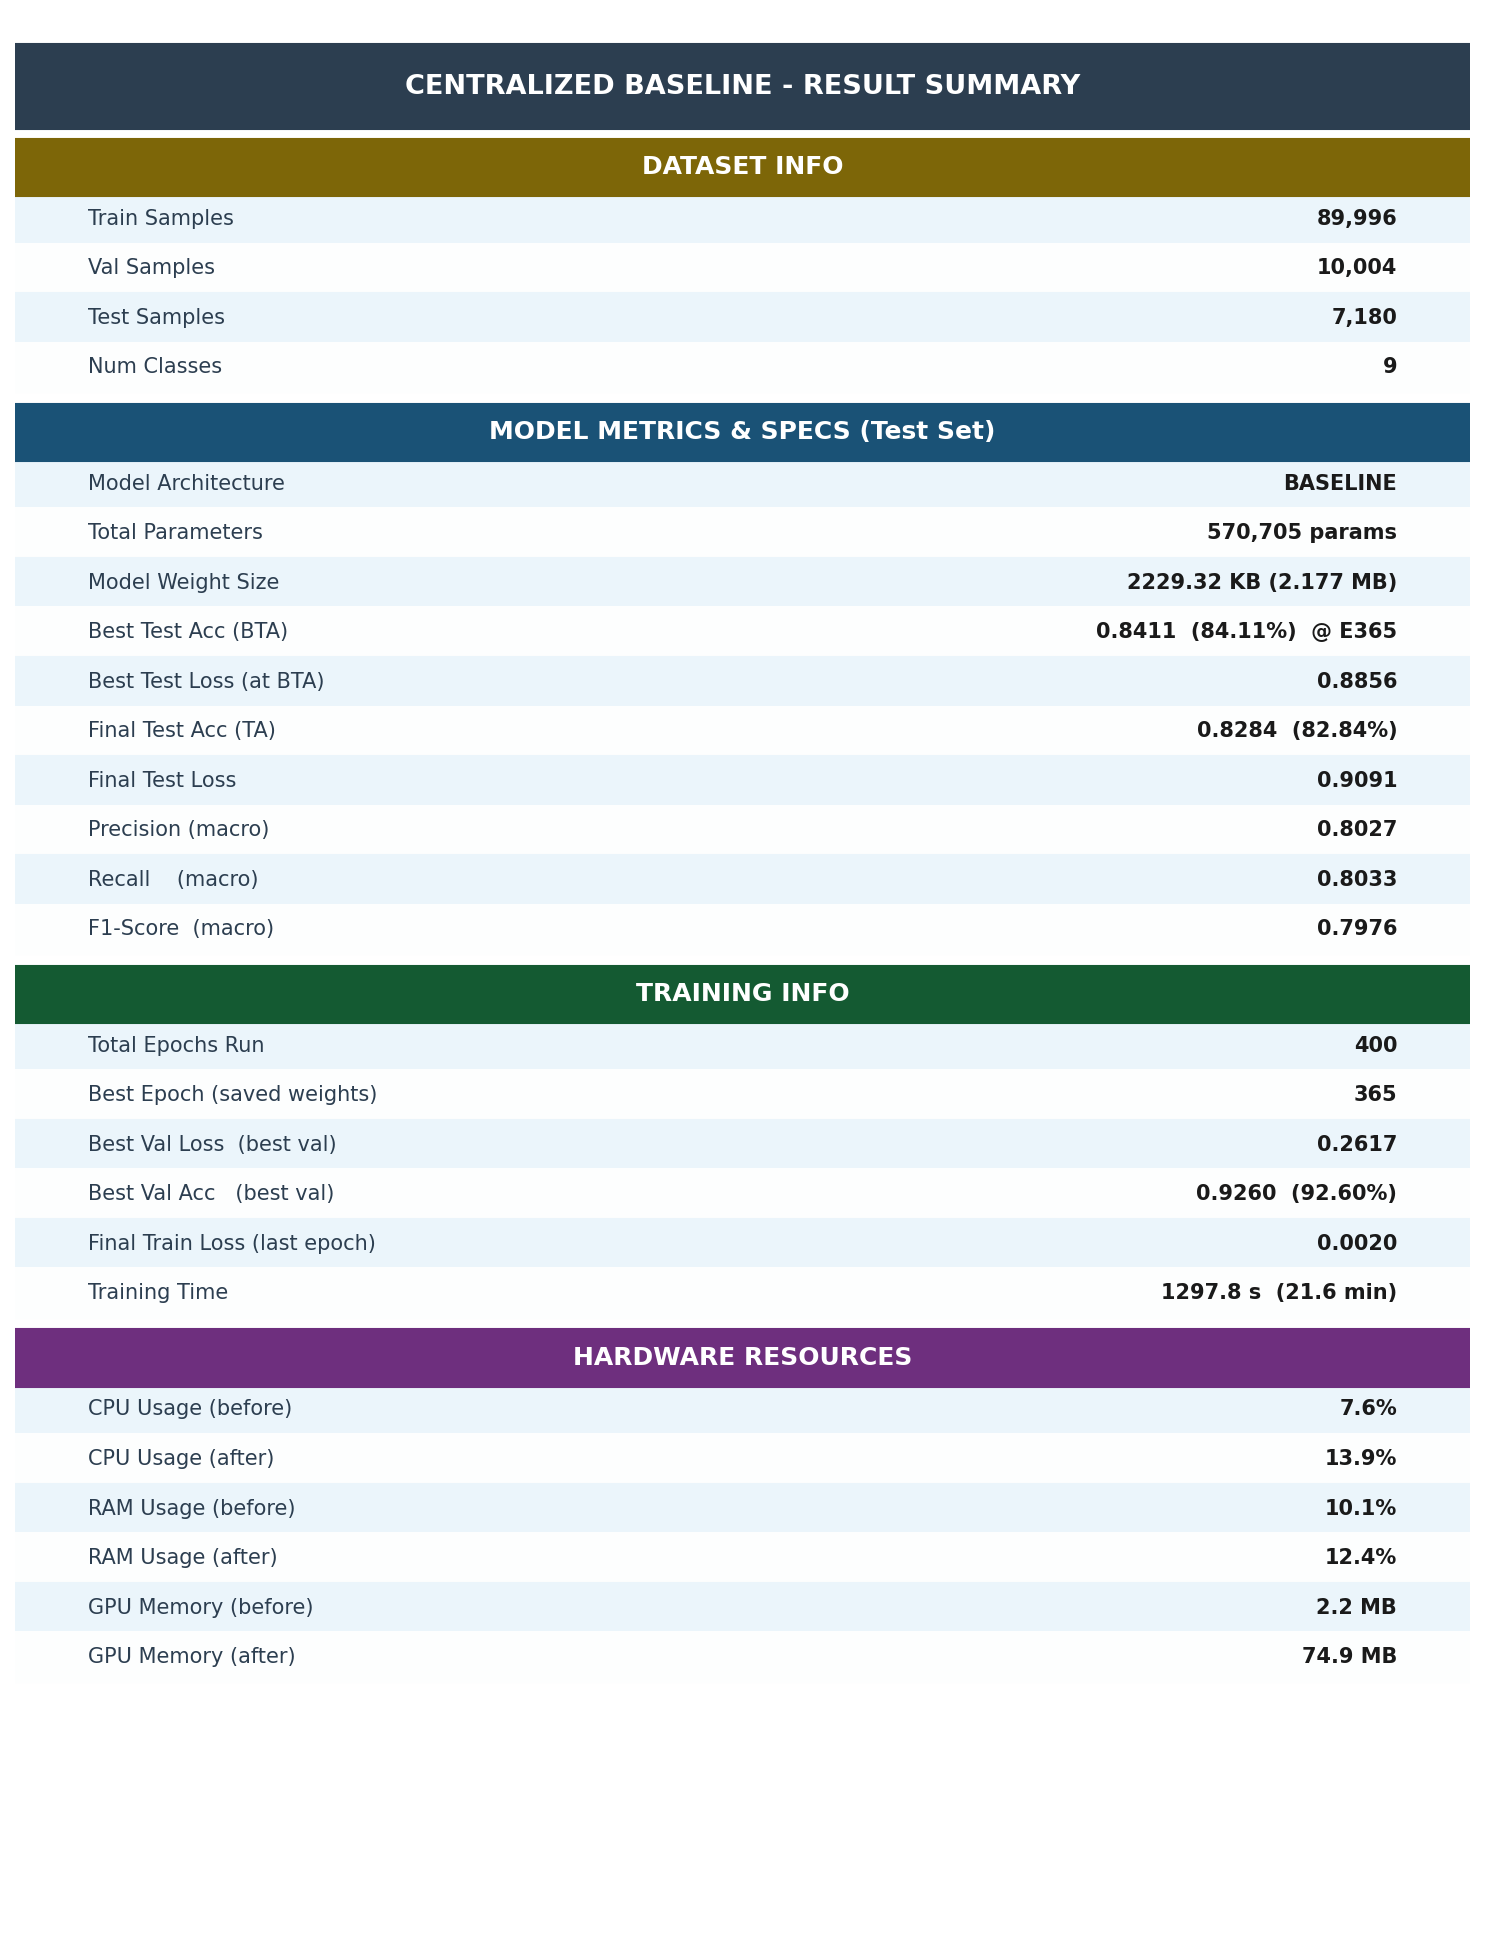 CENTRALIZED BASELINE - RESULT SUMMARY
DATASET INFO
Train Samples 89,996
Val Samples 10,004
Test Samples 7,180
Num Classes 9
MODEL METRICS & SPECS (Test Set)
Model Architecture BASELINE
Total Parameters 570,705 params
Model Weight Size 2229.32 KB (2.177 MB)
Best Test Acc (BTA) 0.8411 (84.11%) @ E365
Best Test Loss (at BTA) 0.8856
Final Test Acc (TA) 0.8284 (82.84%)
Final Test Loss 0.9091
Precision (macro) 0.8027
Recall (macro) 0.8033
F1-Score (macro) 0.7976
TRAINING INFO
Total Epochs Run 400
Best Epoch (saved weights) 365
Best Val Loss (best val) 0.2617
Best Val Acc (best val) 0.9260 (92.60%)
Final Train Loss (last epoch) 0.0020
Training Time 1297.8 s (21.6 min)
HARDWARE RESOURCES
CPU Usage (before) 7.6%
CPU Usage (after) 13.9%
RAM Usage (before) 10.1%
RAM Usage (after) 12.4%
GPU Memory (before) 2.2 MB
GPU Memory (after) 74.9 MB